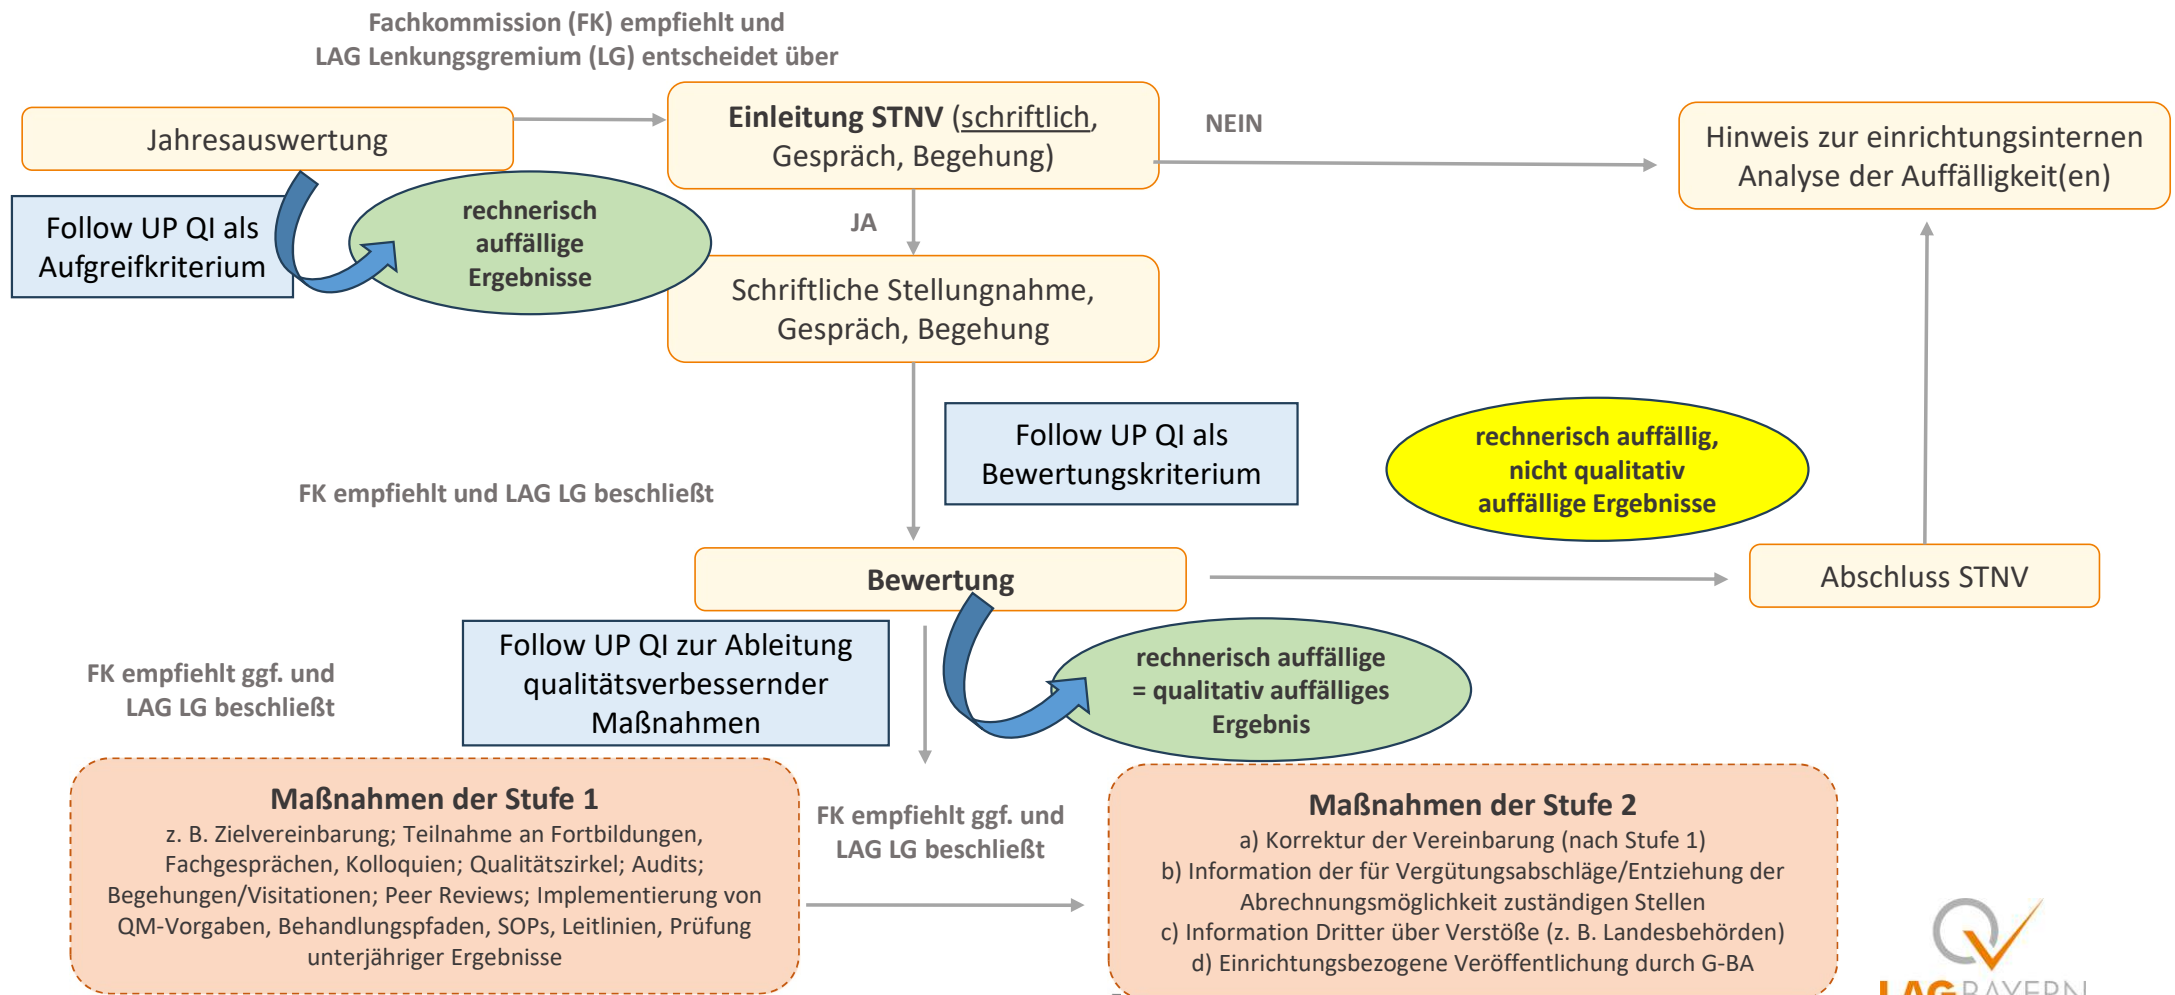 Fachkommission (FK) empfiehlt und
LAG Lenkungsgremium (LG) entscheidet über
Jahresauswertung
Einleitung STNV (schriftlich,
Gespräch, Begehung)
NEIN
Hinweis zur einrichtungsinternen
Analyse der Auffälligkeit(en)
Follow UP QI als
Aufgreifkriterium
rechnerisch
auffällige
Ergebnisse
JA
Schriftliche Stellungnahme,
Gespräch, Begehung
Follow UP QI als
Bewertungskriterium
rechnerisch auffällig,
nicht qualitativ
auffällige Ergebnisse
FK empfiehlt und LAG LG beschließt
Bewertung
Abschluss STNV
Follow UP QI zur Ableitung
qualitätsverbessernder
Maßnahmen
rechnerisch auffällige
= qualitativ auffälliges
Ergebnis
FK empfiehlt ggf. und
LAG LG beschließt
Maßnahmen der Stufe 1
z. B. Zielvereinbarung; Teilnahme an Fortbildungen,
Fachgesprächen, Kolloquien; Qualitätszirkel; Audits;
Begehungen/Visitationen; Peer Reviews; Implementierung von
QM-Vorgaben, Behandlungspfaden, SOPs, Leitlinien, Prüfung
unterjähriger Ergebnisse
FK empfiehlt ggf. und
LAG LG beschließt
Maßnahmen der Stufe 2
a) Korrektur der Vereinbarung (nach Stufe 1)
b) Information der für Vergütungsabschläge/Entziehung der
Abrechnungsmöglichkeit zuständigen Stellen
c) Information Dritter über Verstöße (z. B. Landesbehörden)
d) Einrichtungsbezogene Veröffentlichung durch G-BA
LAG BAYERN